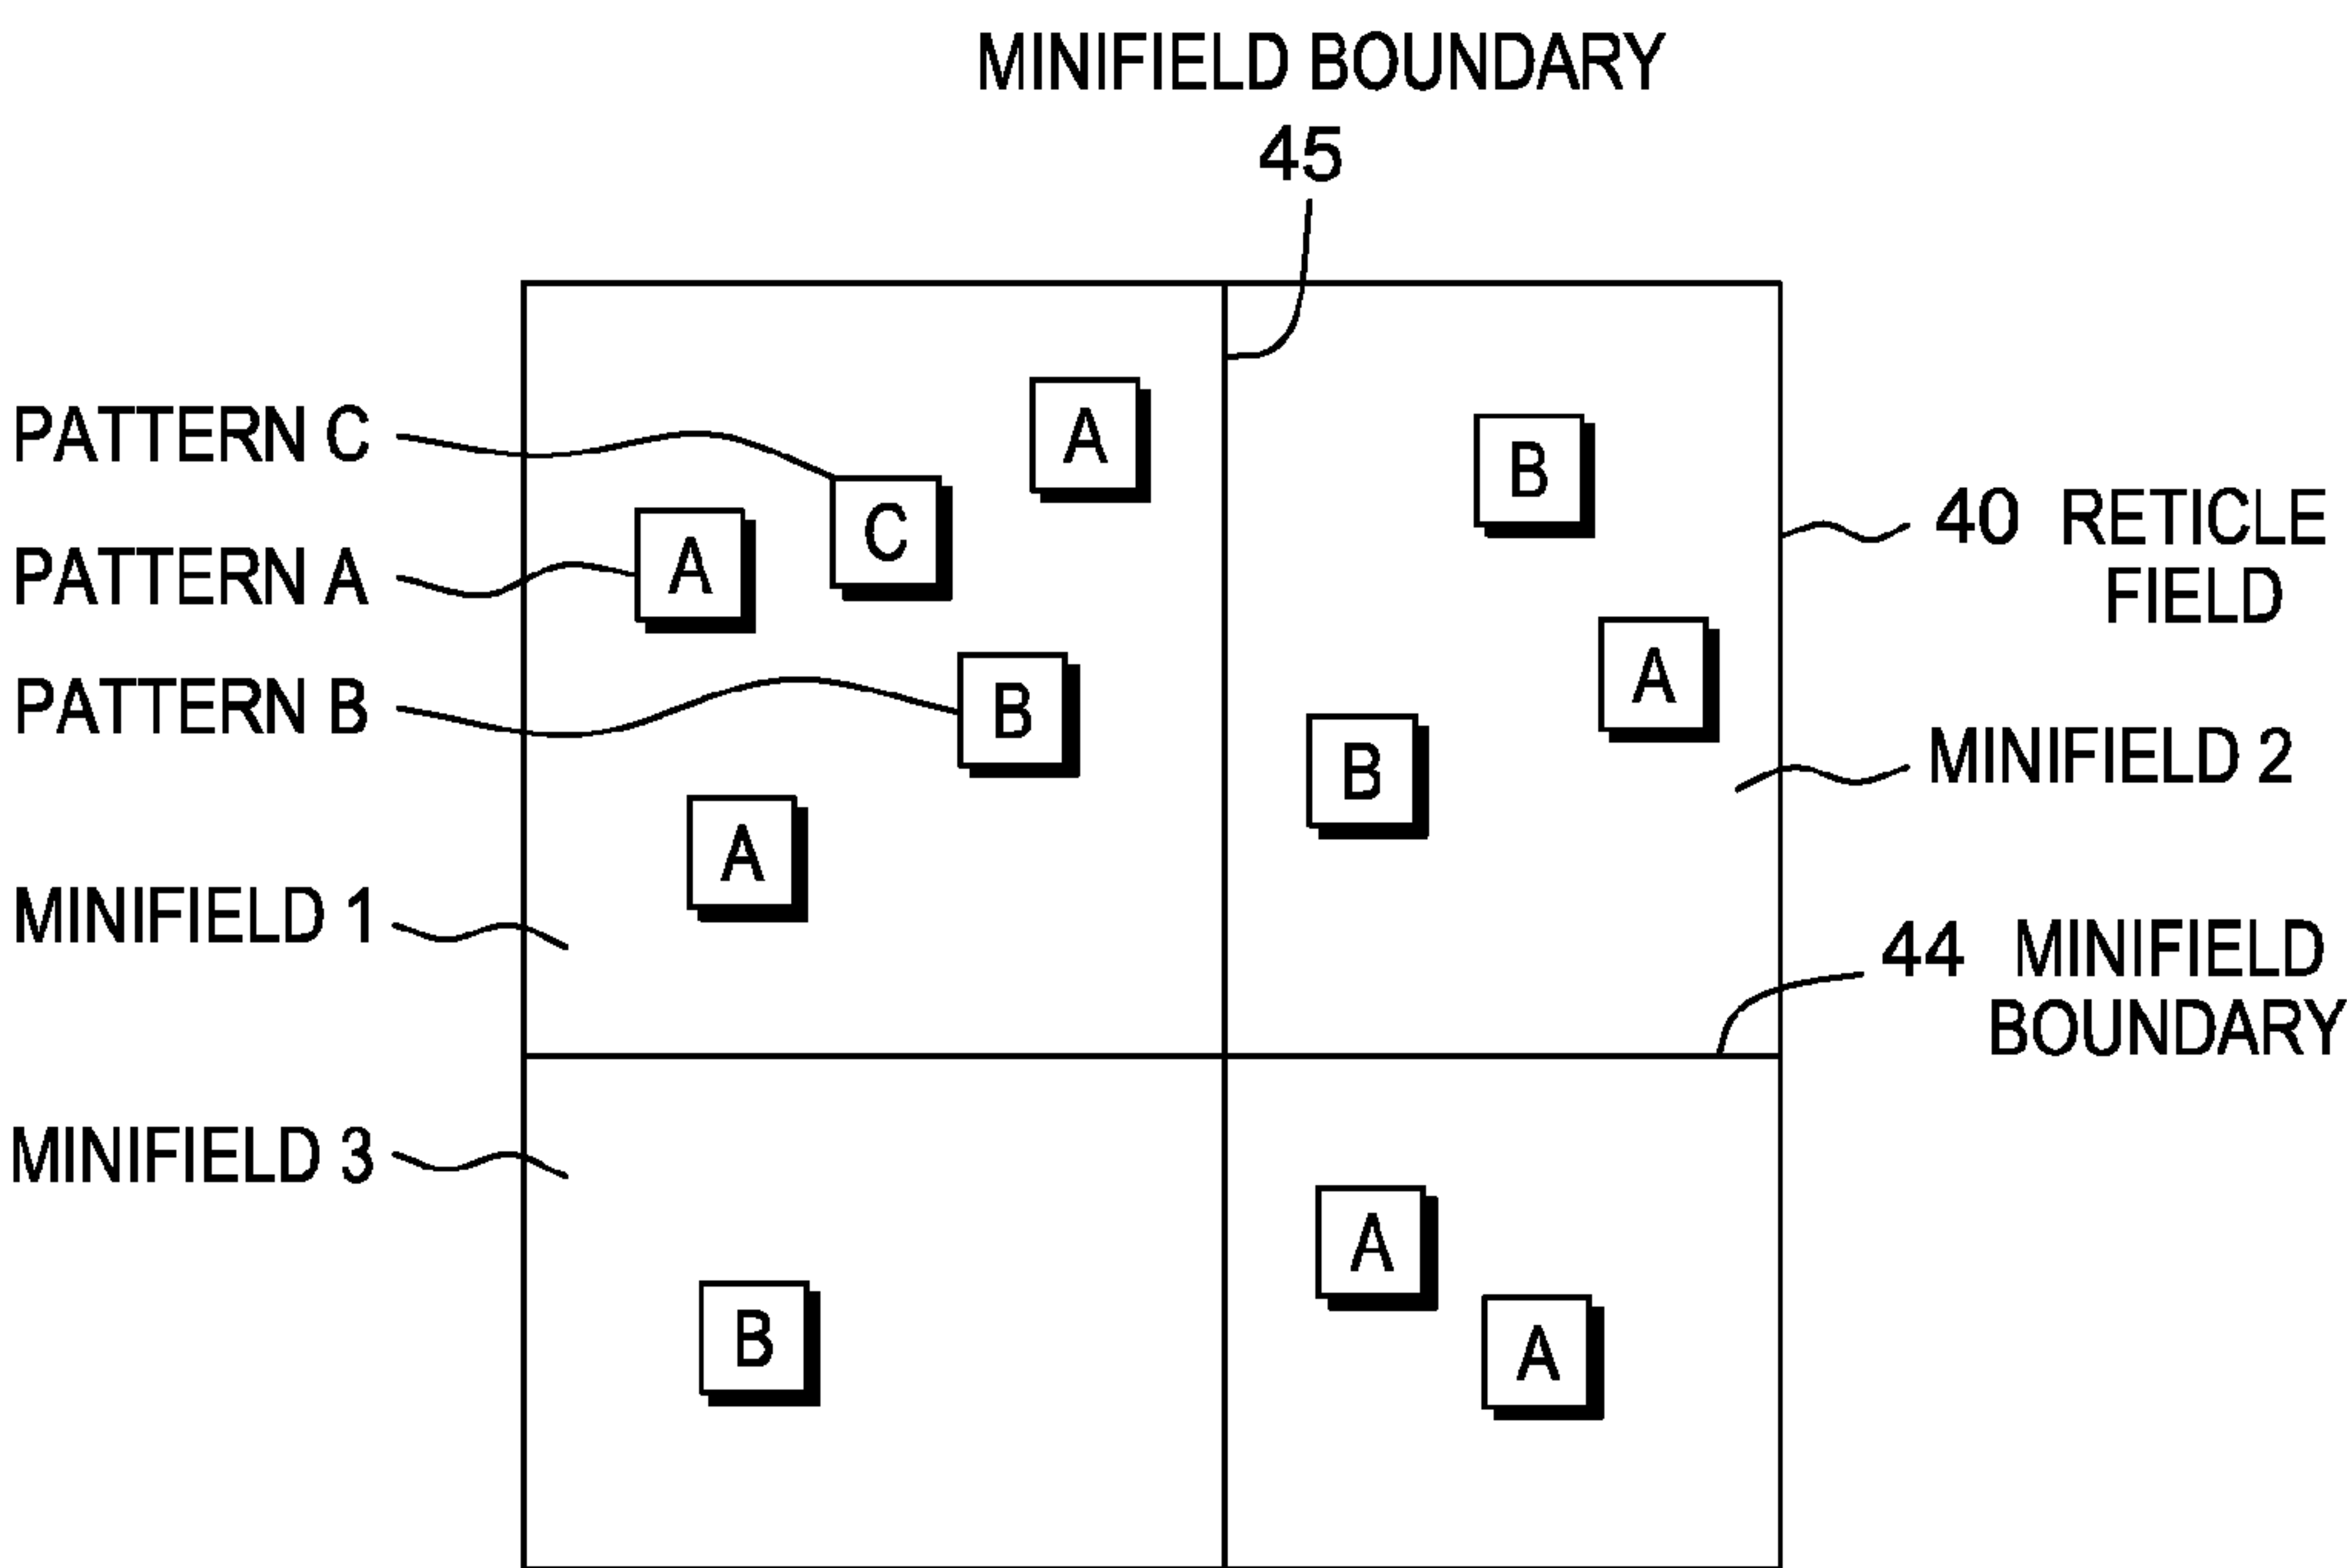 MINIFIELD BOUNDARY
45
A
PATTERN C
B
C
40 RETICLE
FIELD
PATTERN A
A
A
PATTERN B
B
B
MINIFIELD 2
A
MINIFIELD 1
44 MINIFIELD
BOUNDARY
MINIFIELD 3
A
B
A